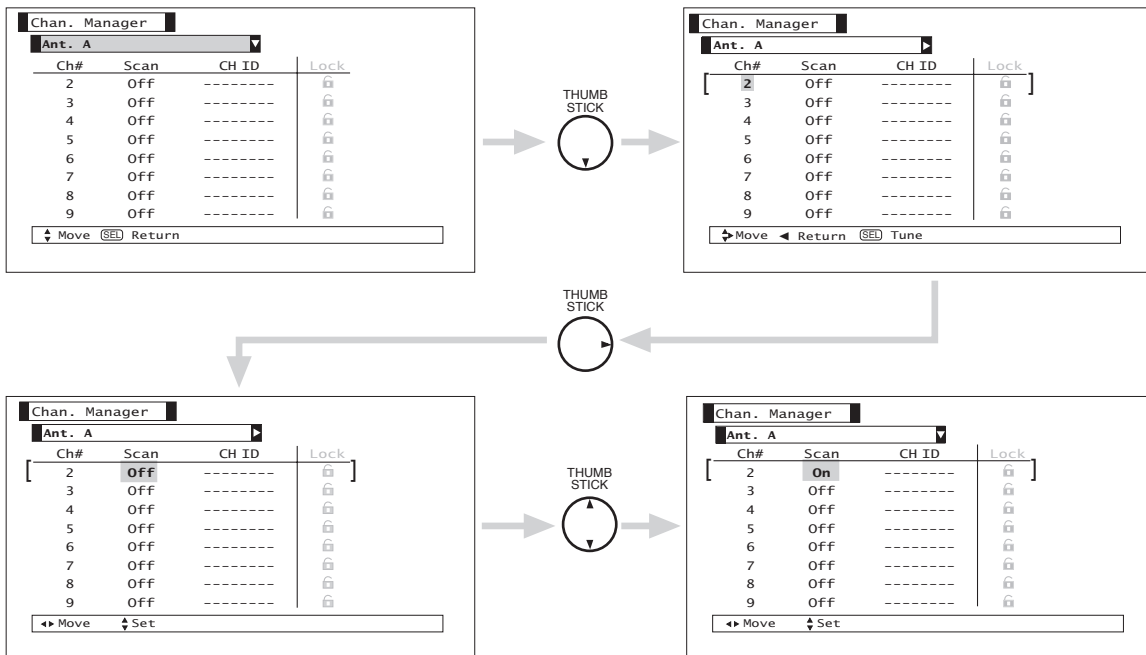 Chan. Manager
Ant. A
Ch# Scan CH ID Lock
2 Off --------
3 Off --------
4 Off --------
5 Off --------
6 Off --------
7 Off --------
8 Off --------
9 Off --------
Move SEL Return
THUMB
STICK
Chan. Manager
Ant. A
Ch# Scan CH ID Lock
[ 2 Off -------- ]
3 Off --------
4 Off --------
5 Off --------
6 Off --------
7 Off --------
8 Off --------
9 Off --------
Move Return SEL Tune
THUMB
STICK
Chan. Manager
Ant. A
Ch# Scan CH ID Lock
[ 2 Off -------- ]
3 Off --------
4 Off --------
5 Off --------
6 Off --------
7 Off --------
8 Off --------
9 Off --------
Move Set
THUMB
STICK
Chan. Manager
Ant. A
Ch# Scan CH ID Lock
[ 2 On -------- ]
3 Off --------
4 Off --------
5 Off --------
6 Off --------
7 Off --------
8 Off --------
9 Off --------
Move Set